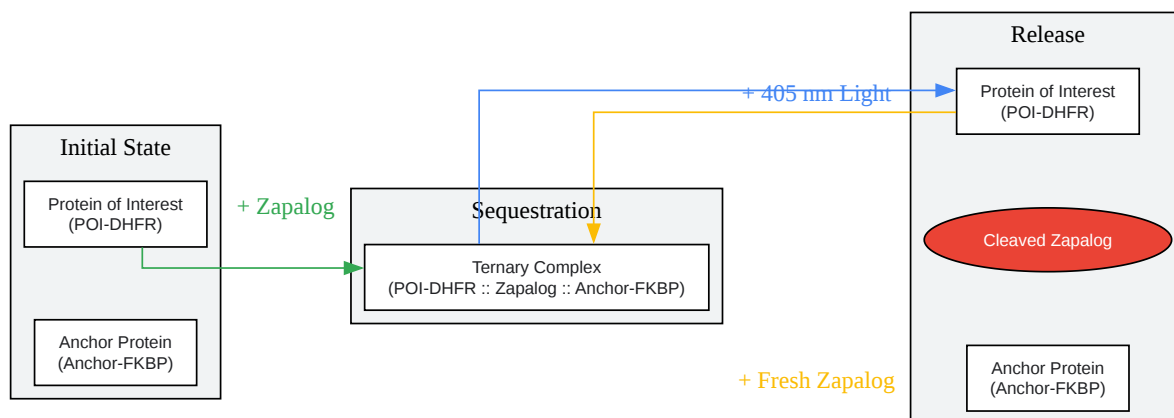 Initial State
Protein of Interest
(POI-DHFR)
Anchor Protein
(Anchor-FKBP)
+ Zapalog
Sequestration
Ternary Complex
(POI-DHFR :: Zapalog :: Anchor-FKBP)
+ 405 nm Light
+ Fresh Zapalog
Release
Protein of Interest
(POI-DHFR)
Cleaved Zapalog
Anchor Protein
(Anchor-FKBP)